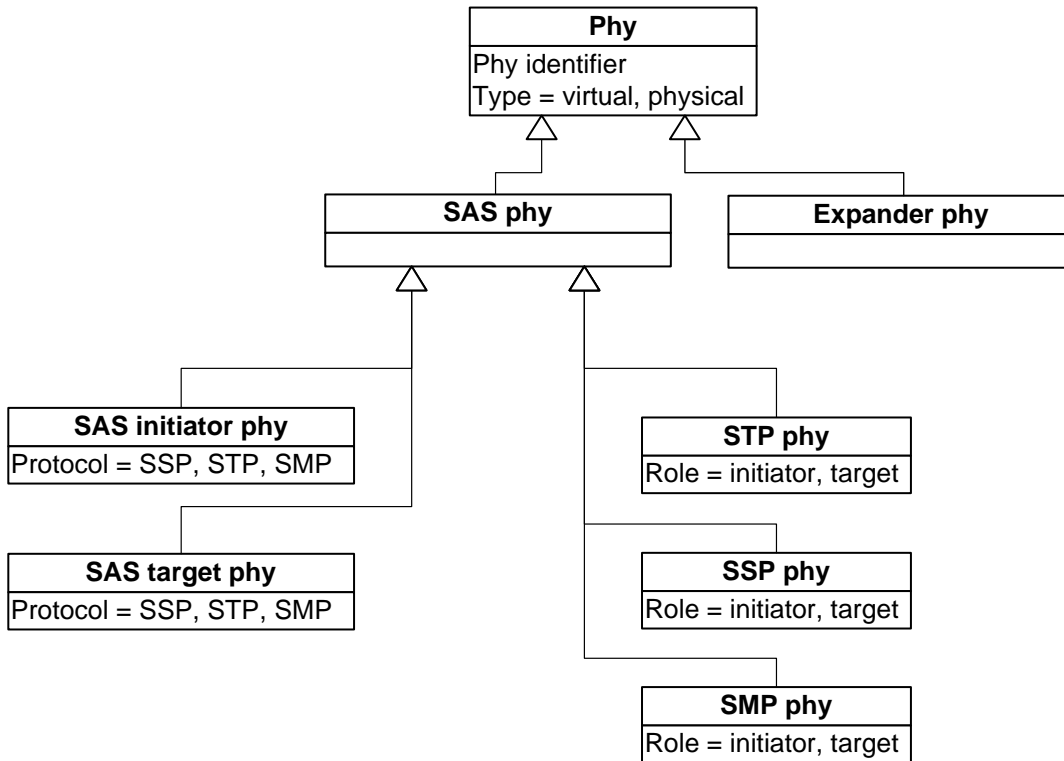 Phy
Phy identifier
Type = virtual, physical
SAS phy
Expander phy
SAS initiator phy
Protocol = SSP, STP, SMP
SAS target phy
Protocol = SSP, STP, SMP
STP phy
Role = initiator, target
SSP phy
Role = initiator, target
SMP phy
Role = initiator, target